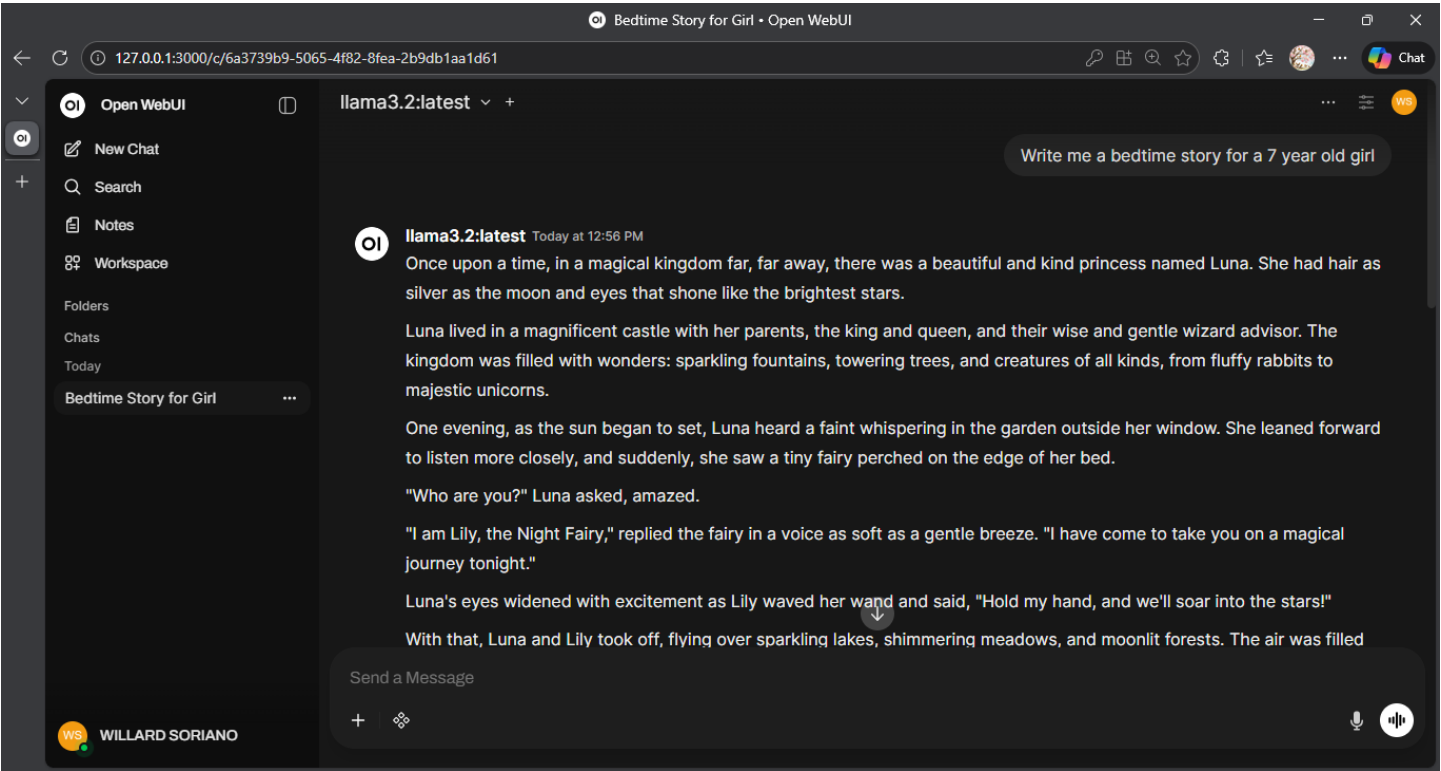 OI Bedtime Story for Girl • Open WebUI
127.0.0.1:3000/c/6a3739b9-5065-4f82-8fea-2b9db1aa1d61
Chat
OI Open WebUI
OI
New Chat
Search
Notes
Workspace
Folders
Chats
Today
Bedtime Story for Girl
WS WILLARD SORIANO
llama3.2:latest
WS
Write me a bedtime story for a 7 year old girl
OI llama3.2:latest Today at 12:56 PM
Once upon a time, in a magical kingdom far, far away, there was a beautiful and kind princess named Luna. She had hair as
silver as the moon and eyes that shone like the brightest stars.
Luna lived in a magnificent castle with her parents, the king and queen, and their wise and gentle wizard advisor. The
kingdom was filled with wonders: sparkling fountains, towering trees, and creatures of all kinds, from fluffy rabbits to
majestic unicorns.
One evening, as the sun began to set, Luna heard a faint whispering in the garden outside her window. She leaned forward
to listen more closely, and suddenly, she saw a tiny fairy perched on the edge of her bed.
"Who are you?" Luna asked, amazed.
"I am Lily, the Night Fairy," replied the fairy in a voice as soft as a gentle breeze. "I have come to take you on a magical
journey tonight."
Luna's eyes widened with excitement as Lily waved her wand and said, "Hold my hand, and we'll soar into the stars!"
With that, Luna and Lily took off, flying over sparkling lakes, shimmering meadows, and moonlit forests. The air was filled
Send a Message